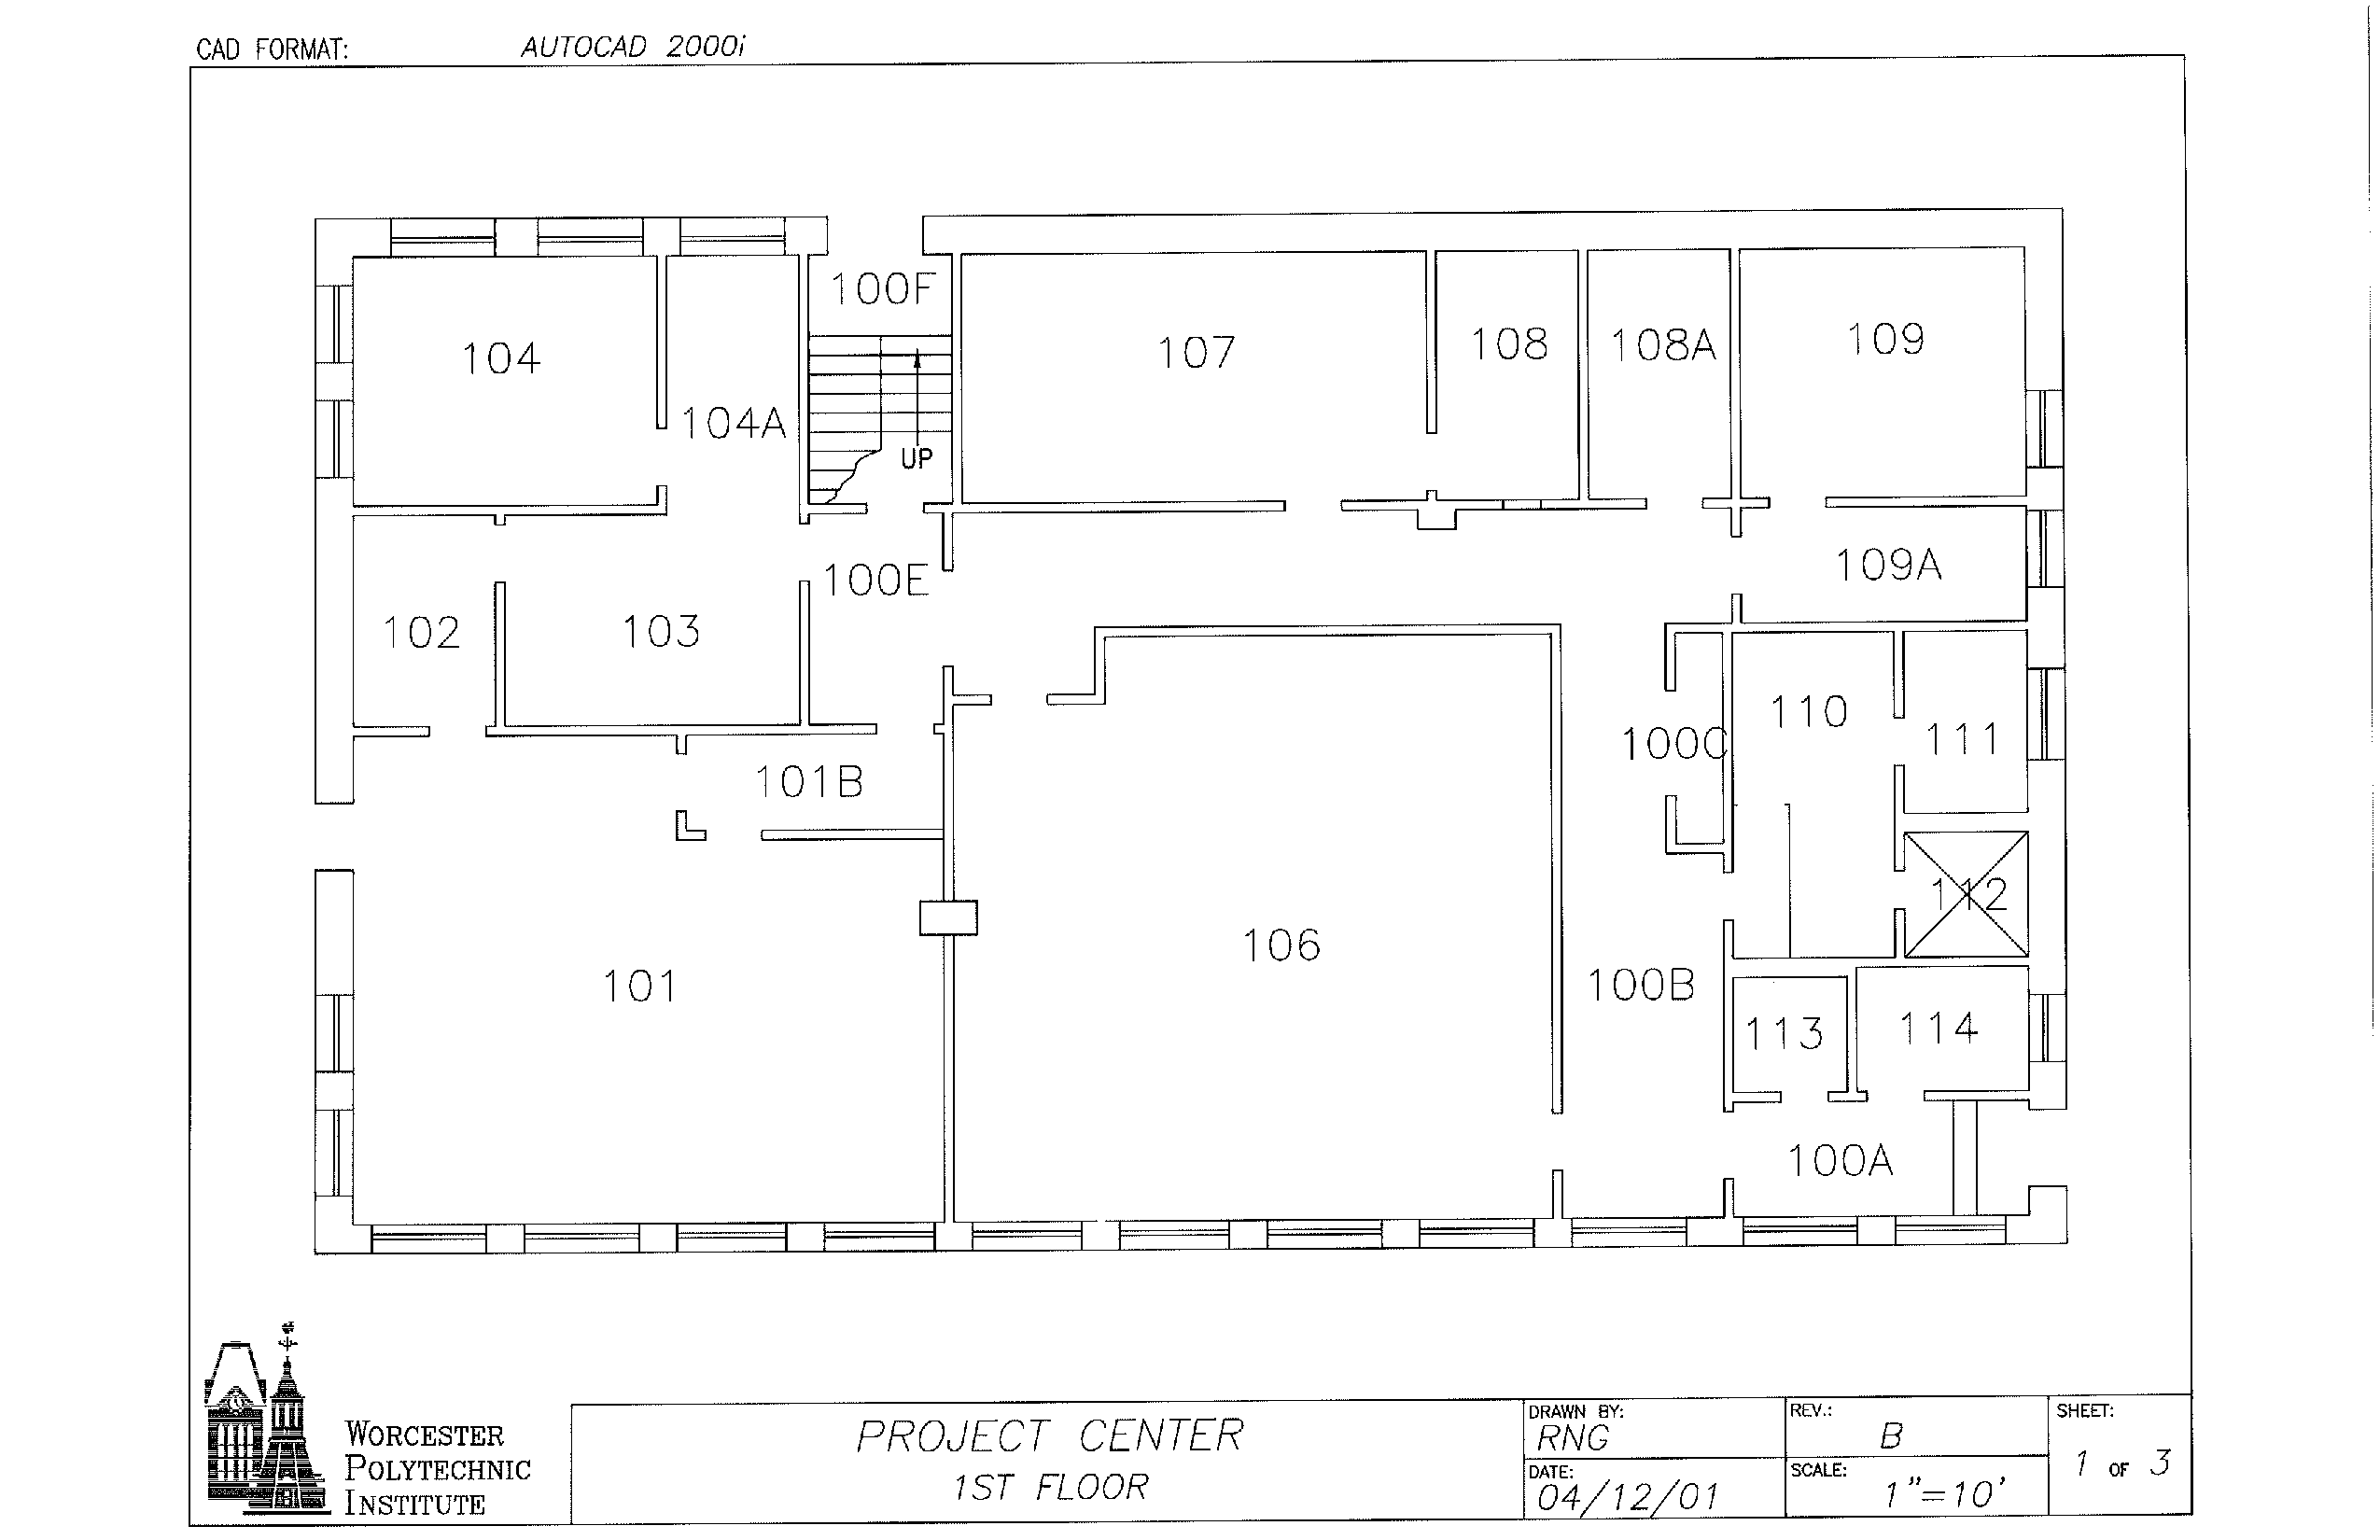 CAD FORMAT: AUTOCAD 2000i
100F
104
107
108
108A
109
104A
UP
100E
109A
102
103
110
100C
111
101B
112
106
101
100B
113
114
100A
WORCESTER
POLYTECHNIC
INSTITUTE
PROJECT CENTER
1ST FLOOR
DRAWN BY:
RNG
DATE:
04/12/01
REV.:
B
SCALE:
1"=10'
SHEET:
1 OF 3